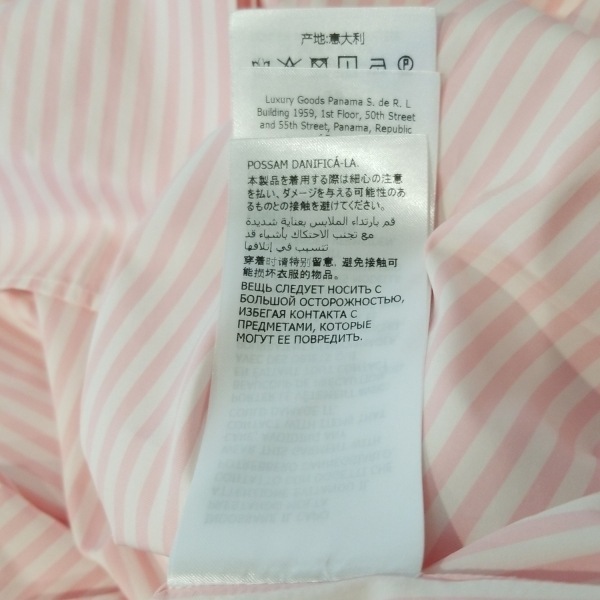 产地:意大利
Luxury Goods Panama S. de R. L
Building 1959, 1st Floor, 50th Street
and 55th Street, Panama, Republic
POSSAM DANIFICÁ-LA.
本製品を着用する際は細心の注意
を払い、ダメージを与える可能性のあ
るものとの接触を避けてください。
قم بارتداء الملابس بعناية شديدة
مع تجنب الاحتكاك بأشياء قد
تتسبب في إتلافها
穿着时请特别留意，避免接触可
能损坏衣服的物品。
ВЕЩЬ СЛЕДУЕТ НОСИТЬ С
БОЛЬШОЙ ОСТОРОЖНОСТЬЮ,
ИЗБЕГАЯ КОНТАКТА С
ПРЕДМЕТАМИ, КОТОРЫЕ
МОГУТ ЕЕ ПОВРЕДИТЬ.